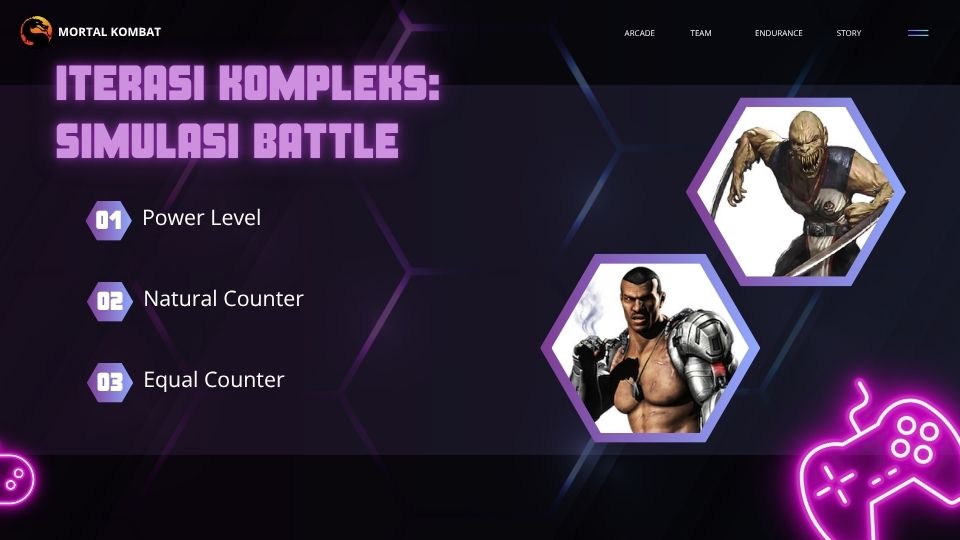 MORTAL KOMBAT
ARCADE TEAM ENDURANCE STORY
ITERASI KOMPLEKS:
SIMULASI BATTLE
01 Power Level
02 Natural Counter
03 Equal Counter